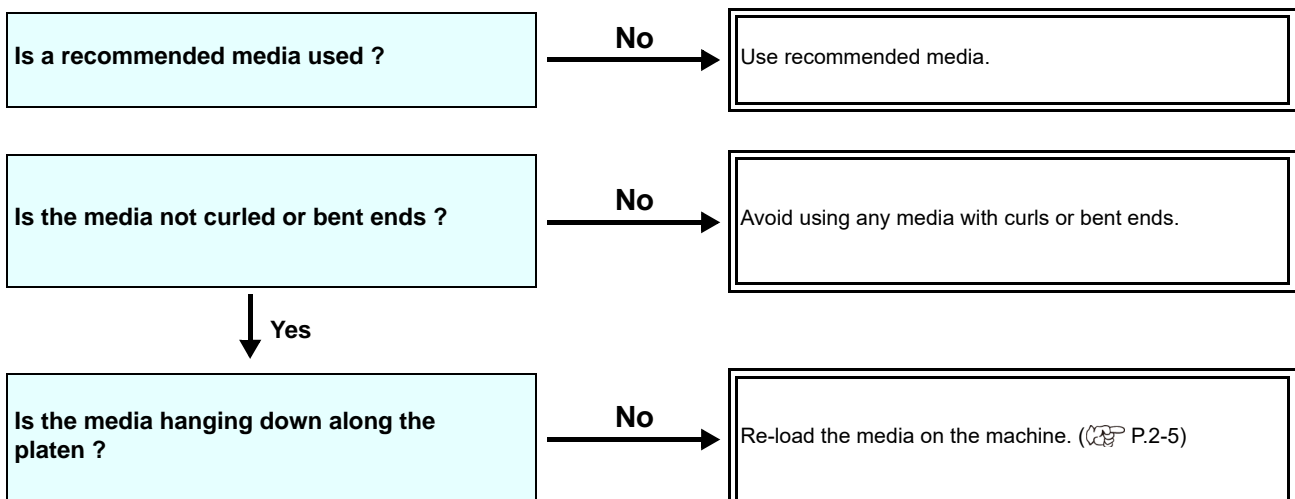 Is a recommended media used ?
No
Use recommended media.
Is the media not curled or bent ends ?
No
Avoid using any media with curls or bent ends.
Yes
Is the media hanging down along the
platen ?
No
Re-load the media on the machine. ( P.2-5)